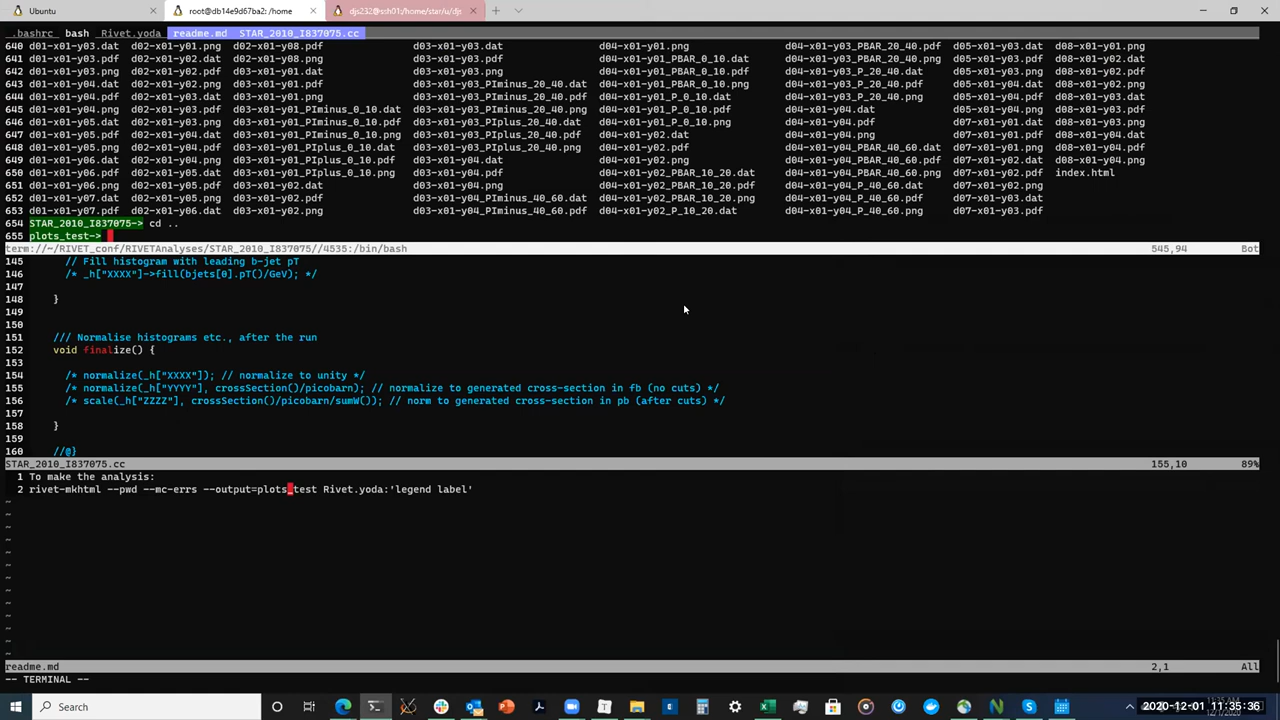 Ubuntu
root@db14e9d67ba2: /home
djs232@ssh01:/home/star/u/djs
.bashrc bash Rivet.yoda readme.md STAR_2010_I837075.cc
640 d01-x01-y03.dat d02-x01-y01.png d02-x01-y08.pdf d03-x01-y03.dat d04-x01-y01.png d04-x01-y03_PBAR_20_40.pdf d05-x01-y03.dat d08-x01-y01.png
641 d01-x01-y03.pdf d02-x01-y02.dat d02-x01-y08.png d03-x01-y03.pdf d04-x01-y01_PBAR_0_10.dat d04-x01-y03_PBAR_20_40.png d05-x01-y03.pdf d08-x01-y02.dat
642 d01-x01-y03.png d02-x01-y02.pdf d03-x01-y01.dat d03-x01-y03.png d04-x01-y01_PBAR_0_10.pdf d04-x01-y03_P_20_40.dat d05-x01-y03.png d08-x01-y02.pdf
643 d01-x01-y04.dat d02-x01-y02.png d03-x01-y01.pdf d03-x01-y03_PIminus_20_40.dat d04-x01-y01_PBAR_0_10.png d04-x01-y03_P_20_40.pdf d05-x01-y04.dat d08-x01-y02.png
644 d01-x01-y04.pdf d02-x01-y03.dat d03-x01-y01.png d03-x01-y03_PIminus_20_40.pdf d04-x01-y01_P_0_10.dat d04-x01-y03_P_20_40.png d05-x01-y04.pdf d08-x01-y03.dat
645 d01-x01-y04.png d02-x01-y03.pdf d03-x01-y01_PIminus_0_10.dat d03-x01-y03_PIminus_20_40.png d04-x01-y01_P_0_10.pdf d04-x01-y04.dat d05-x01-y04.png d08-x01-y03.pdf
646 d01-x01-y05.dat d02-x01-y03.png d03-x01-y01_PIminus_0_10.pdf d03-x01-y03_PIplus_20_40.dat d04-x01-y01_P_0_10.png d04-x01-y04.pdf d07-x01-y01.dat d08-x01-y03.png
647 d01-x01-y05.pdf d02-x01-y04.dat d03-x01-y01_PIminus_0_10.png d03-x01-y03_PIplus_20_40.pdf d04-x01-y02.dat d04-x01-y04.png d07-x01-y01.pdf d08-x01-y04.dat
648 d01-x01-y05.png d02-x01-y04.pdf d03-x01-y01_PIplus_0_10.dat d03-x01-y03_PIplus_20_40.png d04-x01-y02.pdf d04-x01-y04_PBAR_40_60.dat d07-x01-y01.png d08-x01-y04.pdf
649 d01-x01-y06.dat d02-x01-y04.png d03-x01-y01_PIplus_0_10.pdf d03-x01-y04.dat d04-x01-y02.png d04-x01-y04_PBAR_40_60.pdf d07-x01-y02.dat d08-x01-y04.png
650 d01-x01-y06.pdf d02-x01-y05.dat d03-x01-y01_PIplus_0_10.png d03-x01-y04.pdf d04-x01-y02_PBAR_10_20.dat d04-x01-y04_PBAR_40_60.png d07-x01-y02.pdf index.html
651 d01-x01-y06.png d02-x01-y05.pdf d03-x01-y02.dat d03-x01-y04.png d04-x01-y02_PBAR_10_20.pdf d04-x01-y04_P_40_60.dat d07-x01-y02.png
652 d01-x01-y07.dat d02-x01-y05.png d03-x01-y02.pdf d03-x01-y04_PIminus_40_60.dat d04-x01-y02_PBAR_10_20.png d04-x01-y04_P_40_60.pdf d07-x01-y03.dat
653 d01-x01-y07.pdf d02-x01-y06.dat d03-x01-y02.png d03-x01-y04_PIminus_40_60.pdf d04-x01-y02_P_10_20.dat d04-x01-y04_P_40_60.png d07-x01-y03.pdf
654 STAR_2010_I837075-> cd ..
655 plots_test->
term://~/RIVET_conf/RIVETAnalyses/STAR_2010_I837075//4535:/bin/bash 545,94 Bot
145 // Fill histogram with leading b-jet pT
146 /* _h["XXXX"]->fill(bjets[0].pT()/GeV); */
147
148 }
149
150
151 /// Normalise histograms etc., after the run
152 void finalize() {
153
154 /* normalize(_h["XXXX"]); // normalize to unity */
155 /* normalize(_h["YYYY"], crossSection()/picobarn); // normalize to generated cross-section in fb (no cuts) */
156 /* scale(_h["ZZZZ"], crossSection()/picobarn/sumW()); // norm to generated cross-section in pb (after cuts) */
157
158 }
159
160 //@}
STAR_2010_I837075.cc 155,10 89%
1 To make the analysis:
2 rivet-mkhtml --pwd --mc-errs --output=plots_test Rivet.yoda:'legend label'
~
~
~
~
~
~
~
~
~
~
~
~
~
readme.md 2,1 All
-- TERMINAL --
Search
2020-12-01 11:35:36